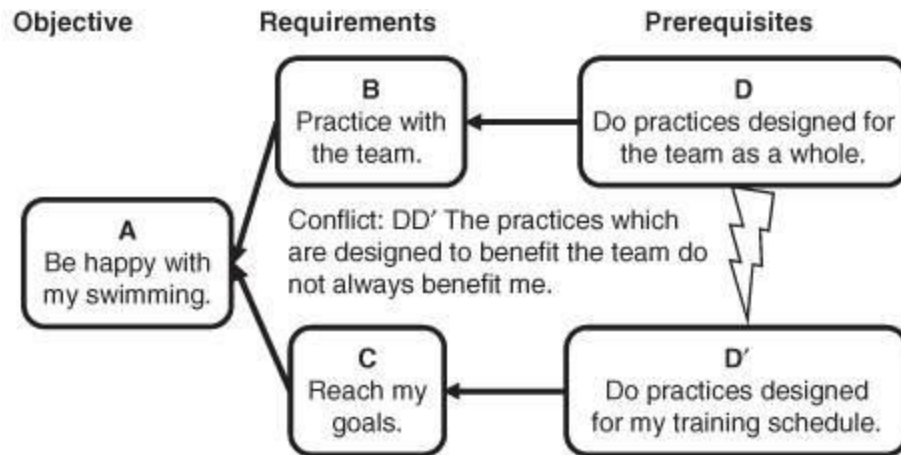 Objective Requirements Prerequisites
B
Practice with
the team.
D
Do practices designed for
the team as a whole.
A
Be happy with
my swimming.
Conflict: DD′ The practices which
are designed to benefit the team do
not always benefit me.
C
Reach my
goals.
D′
Do practices designed
for my training schedule.